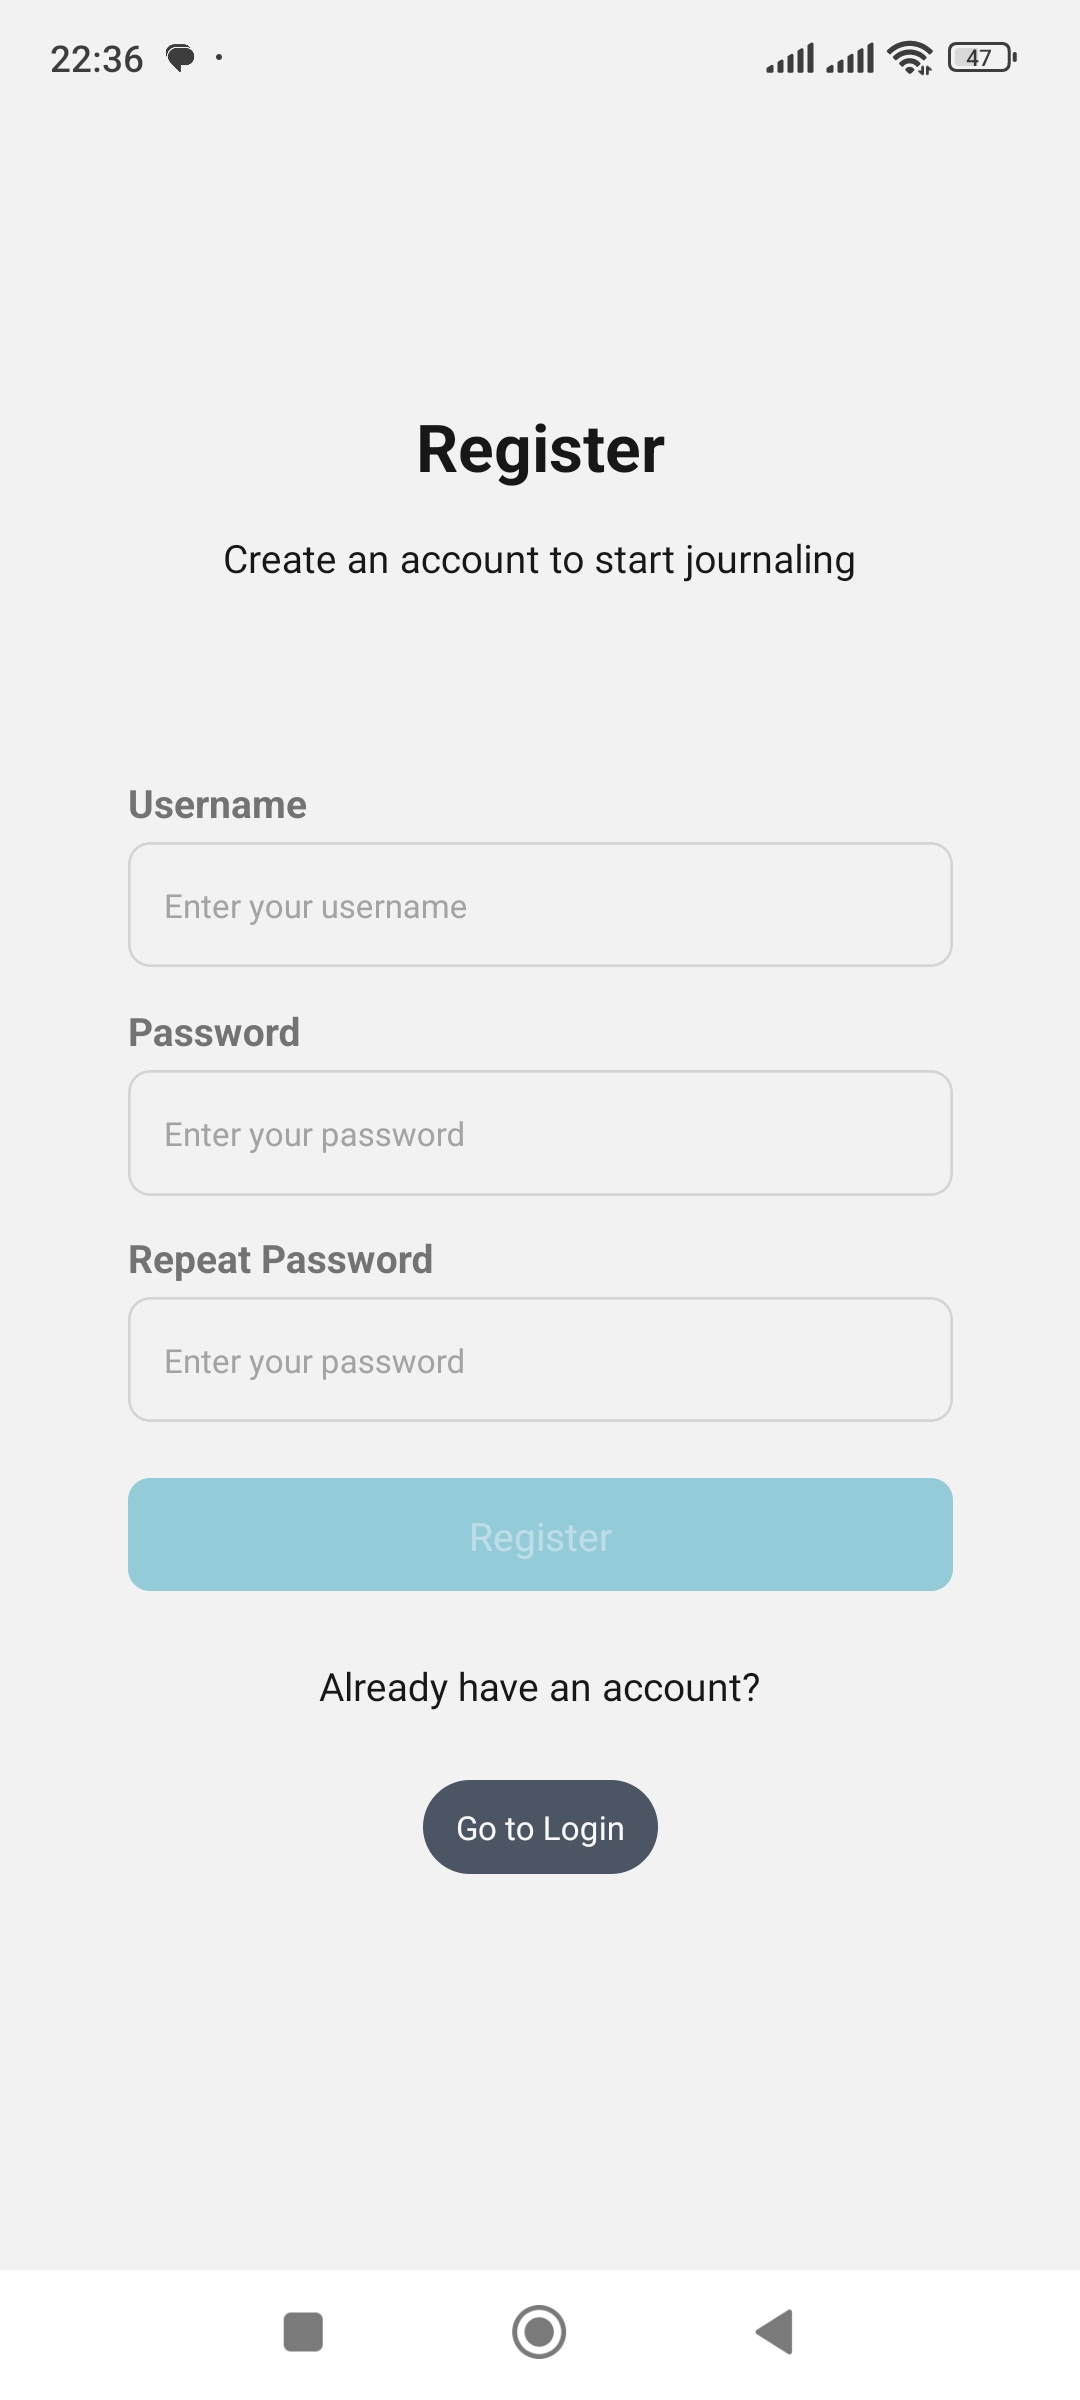 22:36
47
Register
Create an account to start journaling
Username
Enter your username
Password
Enter your password
Repeat Password
Enter your password
Register
Already have an account?
Go to Login